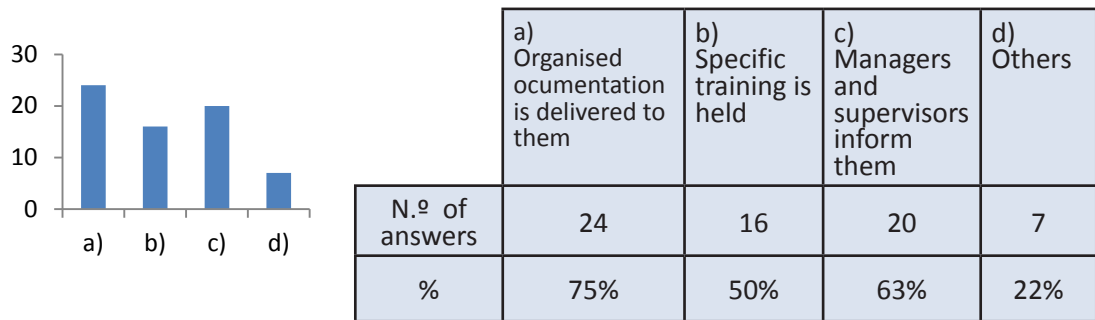 30
20
10
0
a) b) c) d)
a)
Organised
ocumentation
is delivered to
them
b)
Specific
training is
held
c)
Managers
and
supervisors
inform
them
d)
Others
N.º of
answers
24 16 20 7
% 75% 50% 63% 22%